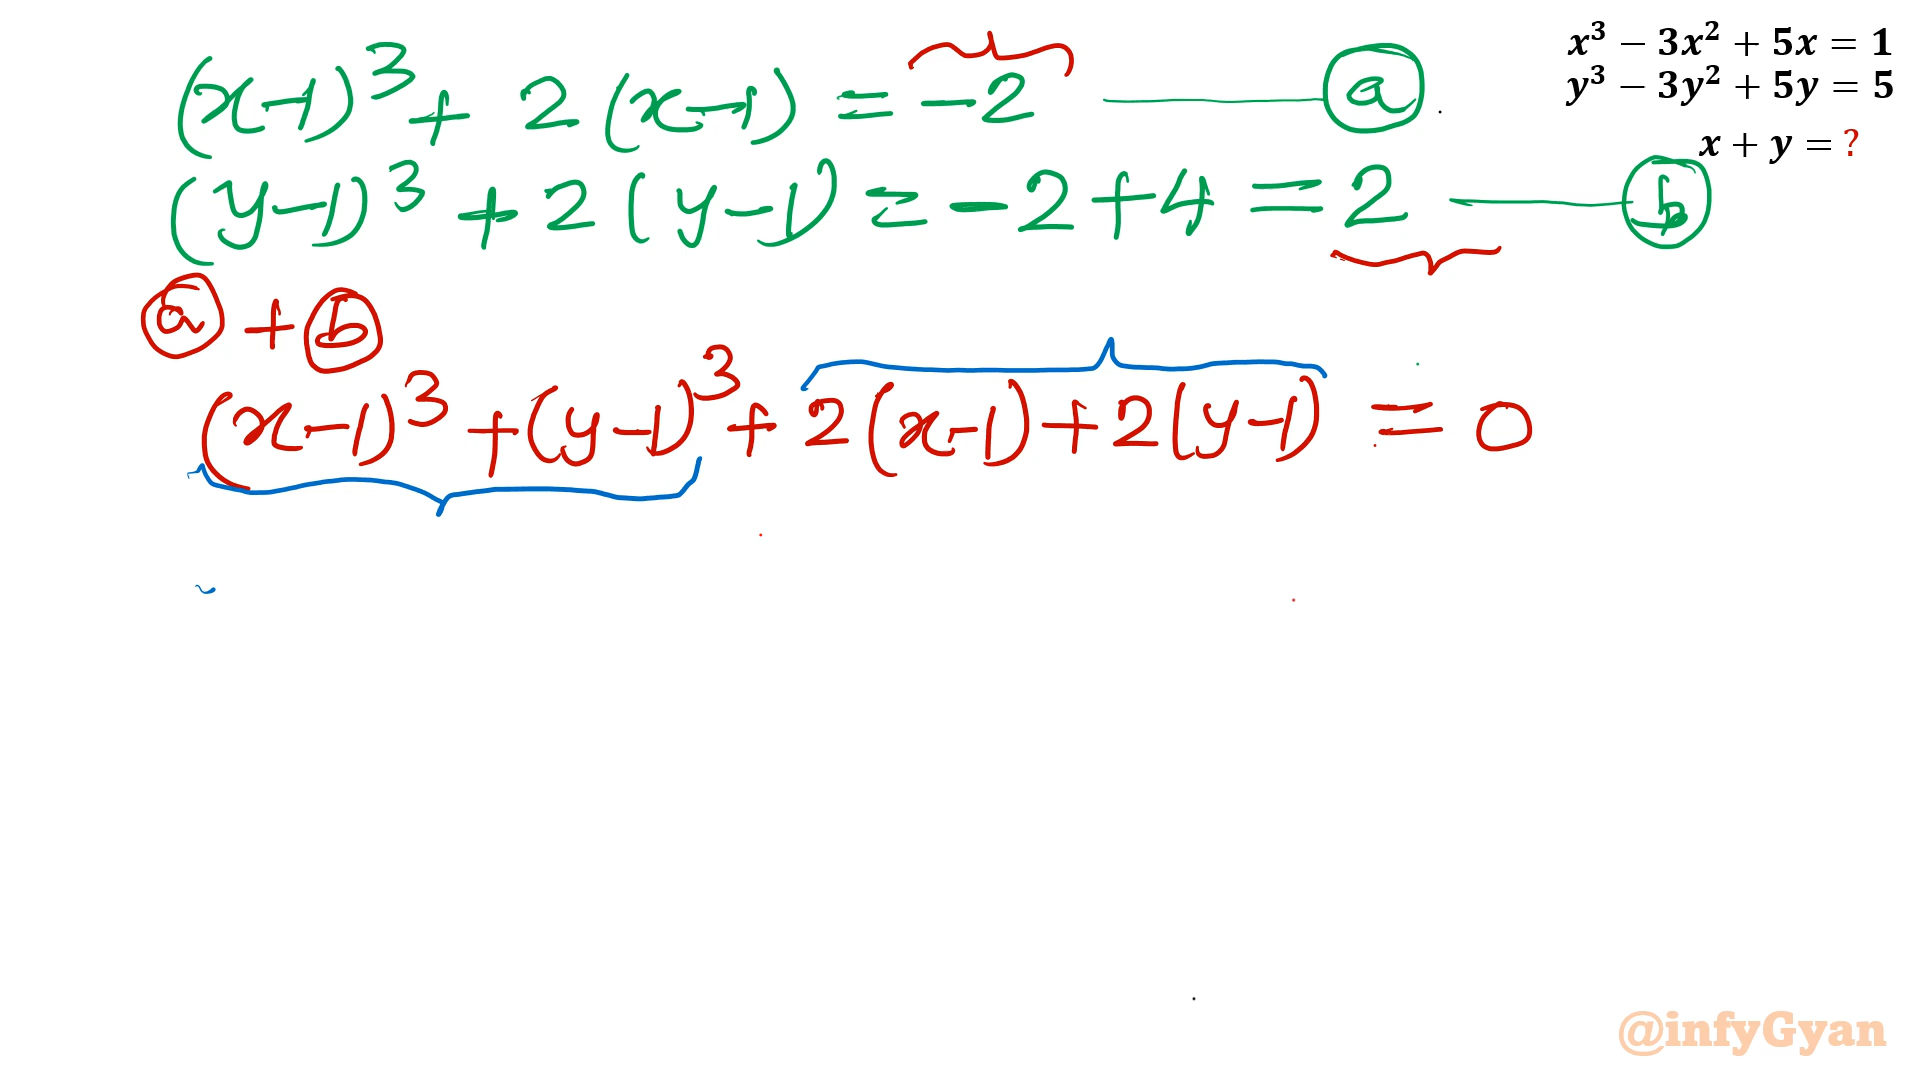 (x-1)³ + 2(x-1) = -2 ——— ⓐ
(y-1)³ + 2(y-1) = -2+4 = 2 ——— ⓑ
ⓐ + ⓑ
(x-1)³ + (y-1)³ + 2(x-1) + 2(y-1) = 0
x³ − 3x² + 5x = 1
y³ − 3y² + 5y = 5
x + y = ?
@infyGyan